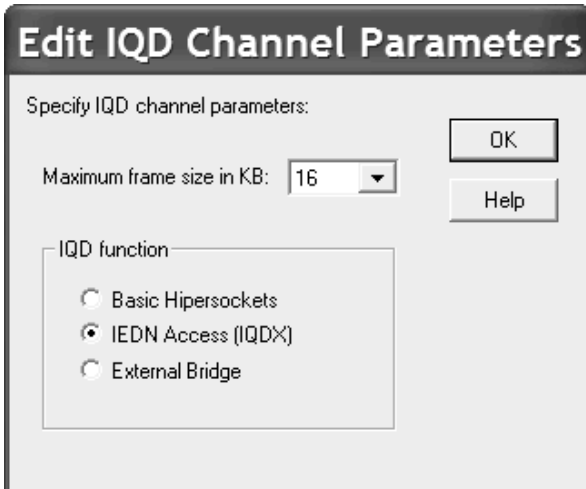 Edit IQD Channel Parameters
Specify IQD channel parameters:
OK
Maximum frame size in KB: 16
Help
IQD function
Basic Hipersockets
IEDN Access (IQDX)
External Bridge